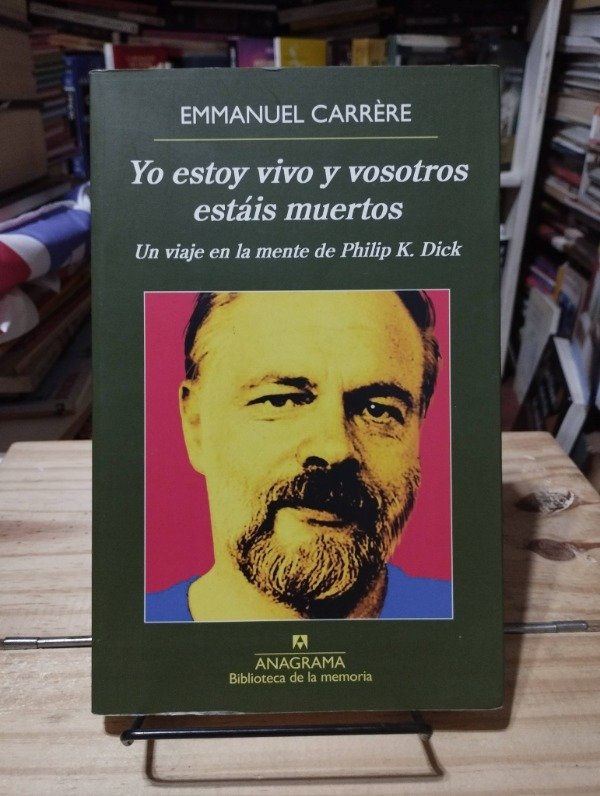 EMMANUEL CARRÈRE
Yo estoy vivo y vosotros
estáis muertos
Un viaje en la mente de Philip K. Dick
ANAGRAMA
Biblioteca de la memoria